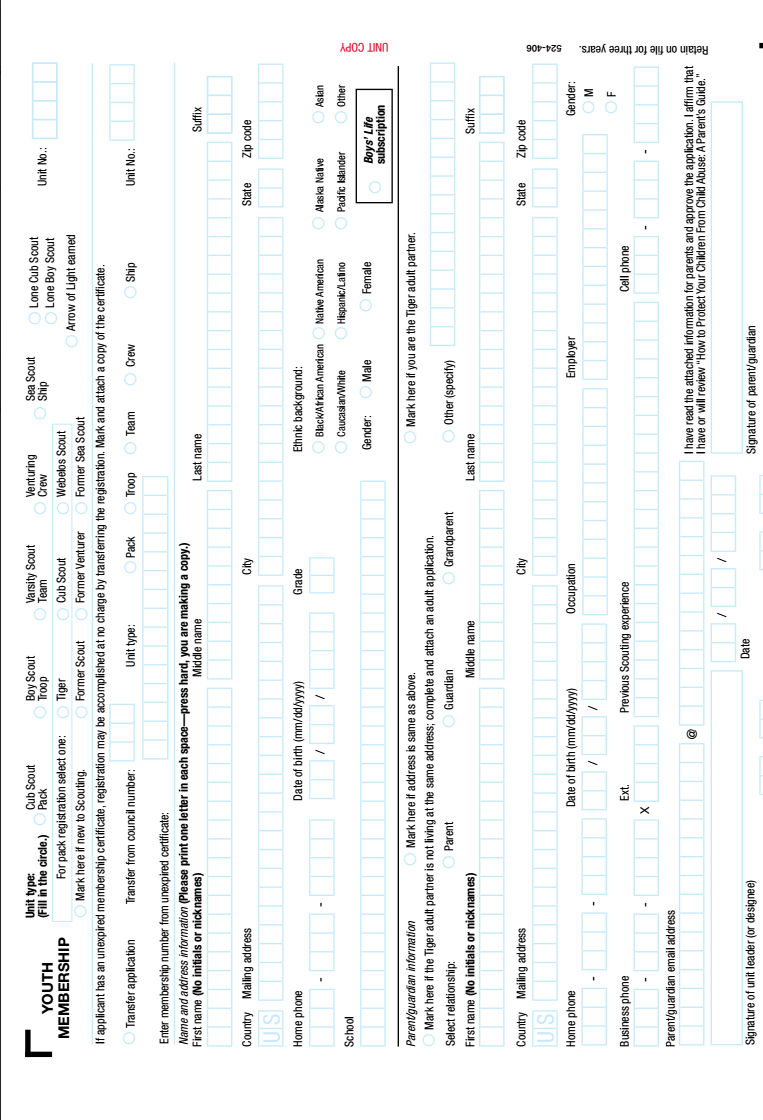 YOUTH
MEMBERSHIP
Unit type:
(Fill in the circle.)
Cub Scout
Pack
Boy Scout
Troop
Varsity Scout
Team
Venturing
Crew
Sea Scout
Ship
Lone Cub Scout
Lone Boy Scout
Unit No.:
For pack registration select one:
Tiger
Cub Scout
Webelos Scout
Arrow of Light earned
Mark here if new to Scouting,
Former Scout
Former Venturer
Former Sea Scout
If applicant has an unexpired membership certificate, registration may be accomplished at no charge by transferring the registration. Mark and attach a copy of the certificate.
Transfer application
Transfer from council number:
Unit type:
Pack
Troop
Team
Crew
Ship
Unit No.:
Enter membership number from unexpired certificate:
Name and address information (Please print one letter in each space—press hard, you are making a copy.)
First name (No initials or nicknames)
Middle name
Last name
Suffix
Country
Mailing address
City
State
Zip code
US
Home phone
Date of birth (mm/dd/yyyy)
Grade
Ethnic background:
- - / /
Black/African American
Native American
Alaska Native
Asian
Caucasian/White
Hispanic/Latino
Pacific Islander
Other
School
Gender:
Male
Female
Boys' Life
subscription
UNIT COPY
Parent/guardian information
Mark here if address is same as above.
Mark here if you are the Tiger adult partner.
Mark here if the Tiger adult partner is not living at the same address; complete and attach an adult application.
Select relationship:
Parent
Guardian
Grandparent
Other (specify)
First name (No initials or nicknames)
Middle name
Last name
Suffix
Country
Mailing address
City
State
Zip code
US
Home phone
Date of birth (mm/dd/yyyy)
Occupation
Employer
Gender:
- - / /
M
F
Business phone
Ext.
Previous Scouting experience
Cell phone
- - X - -
Parent/guardian email address
@
I have read the attached information for parents and approve the application. I affirm that
I have or will review "How to Protect Your Children From Child Abuse: A Parent's Guide."
/ /
Signature of unit leader (or designee)
Date
Signature of parent/guardian
524-406
Retain on file for three years.